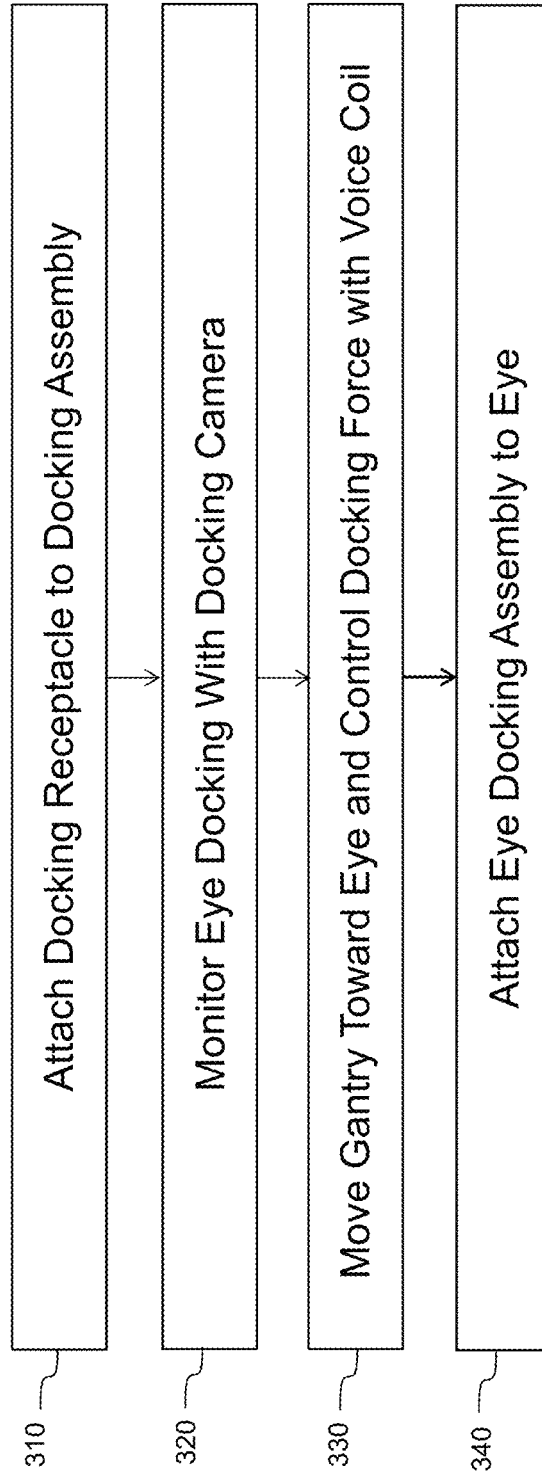 310
Attach Docking Receptacle to Docking Assembly
320
Monitor Eye Docking With Docking Camera
330
Move Gantry Toward Eye and Control Docking Force with Voice Coil
340
Attach Eye Docking Assembly to Eye